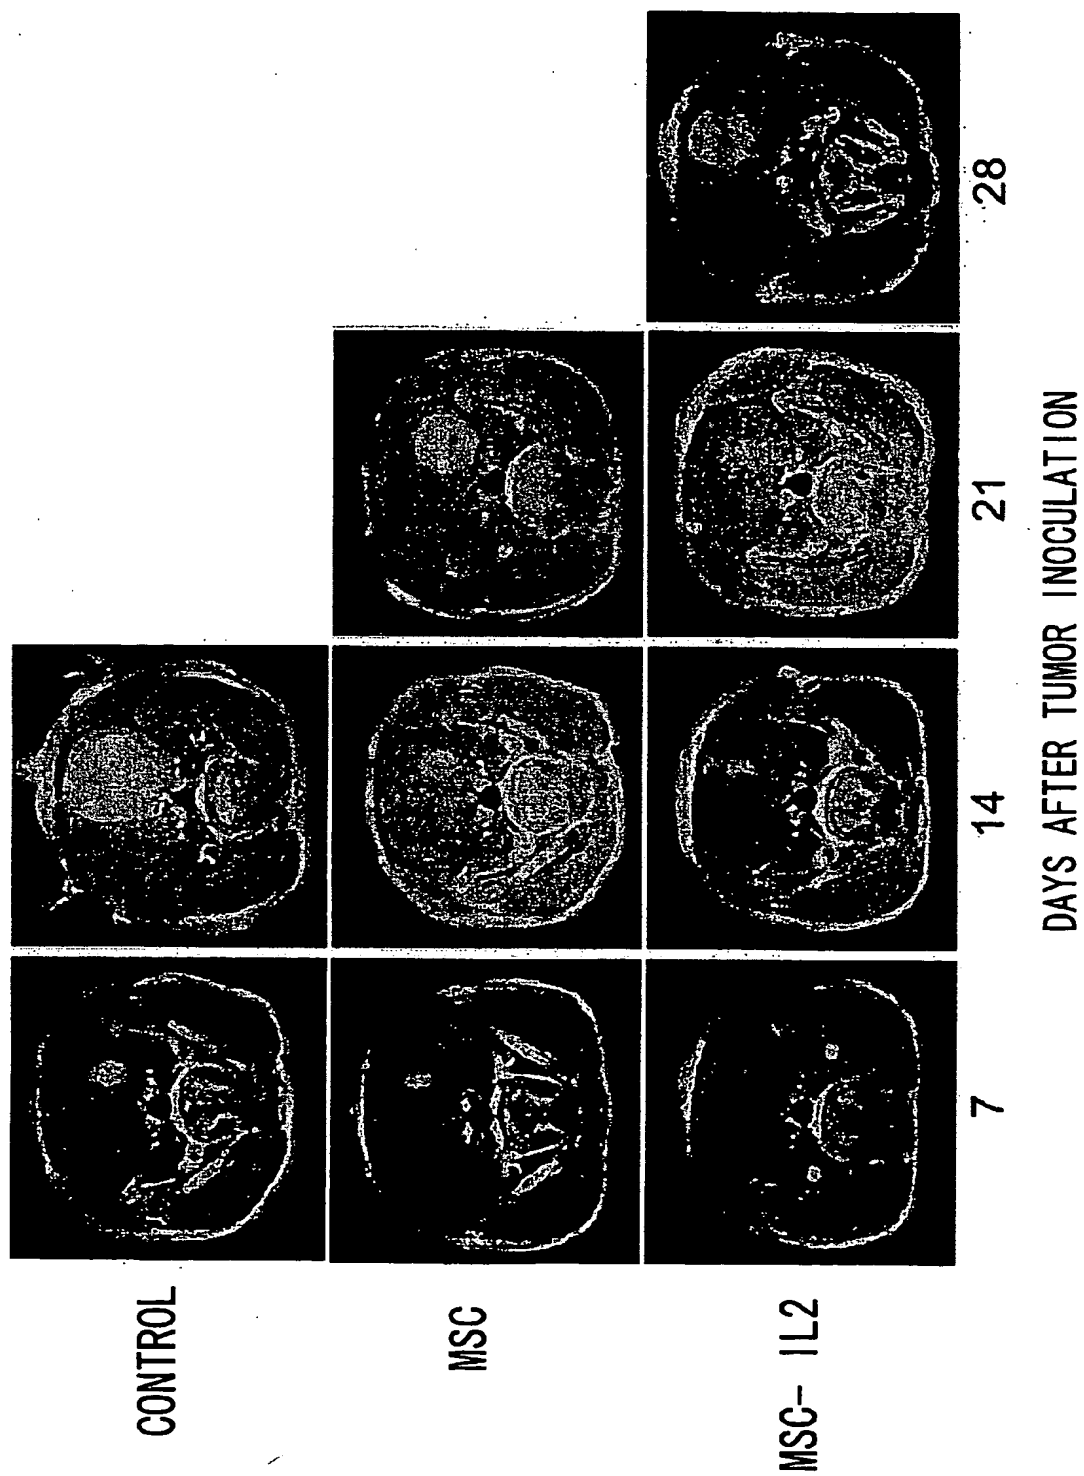 CONTROL
MSC
MSC- IL2
7
14
21
28
DAYS AFTER TUMOR INOCULATION